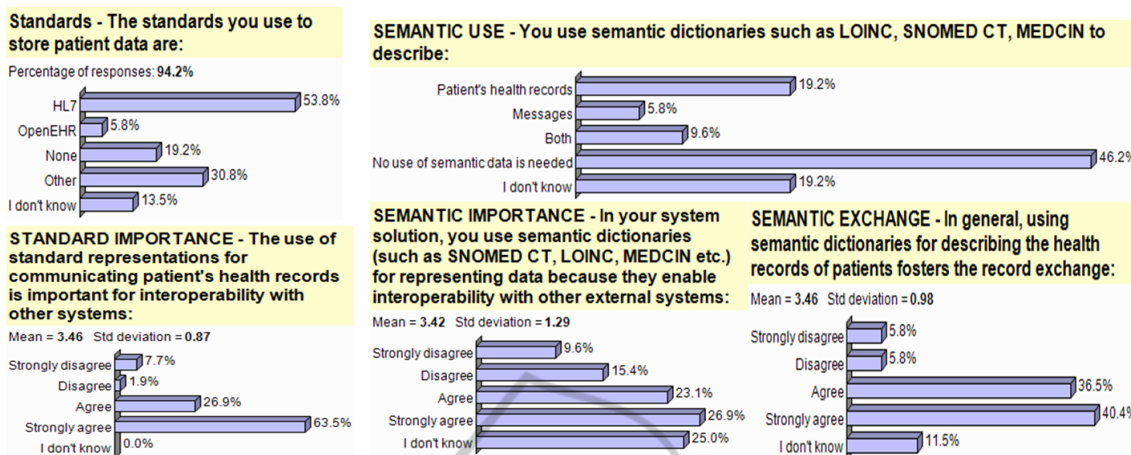 Standards - The standards you use to
store patient data are:
Percentage of responses: 94.2%
HL7 53.8%
OpenEHR 5.8%
None 19.2%
Other 30.8%
I don't know 13.5%
STANDARD IMPORTANCE - The use of
standard representations for
communicating patient's health records
is important for interoperability with
other systems:
Mean = 3.46 Std deviation = 0.87
Strongly disagree 7.7%
Disagree 1.9%
Agree 26.9%
Strongly agree 63.5%
I don't know 0.0%
SEMANTIC USE - You use semantic dictionaries such as LOINC, SNOMED CT, MEDCIN to
describe:
Patient's health records 19.2%
Messages 5.8%
Both 9.6%
No use of semantic data is needed 46.2%
I don't know 19.2%
SEMANTIC IMPORTANCE - In your system
solution, you use semantic dictionaries
(such as SNOMED CT, LOINC, MEDCIN etc.)
for representing data because they enable
interoperability with other external systems:
Mean = 3.42 Std deviation = 1.29
Strongly disagree 9.6%
Disagree 15.4%
Agree 23.1%
Strongly agree 26.9%
I don't know 25.0%
SEMANTIC EXCHANGE - In general, using
semantic dictionaries for describing the health
records of patients fosters the record exchange:
Mean = 3.46 Std deviation = 0.98
Strongly disagree 5.8%
Disagree 5.8%
Agree 36.5%
Strongly agree 40.4%
I don't know 11.5%